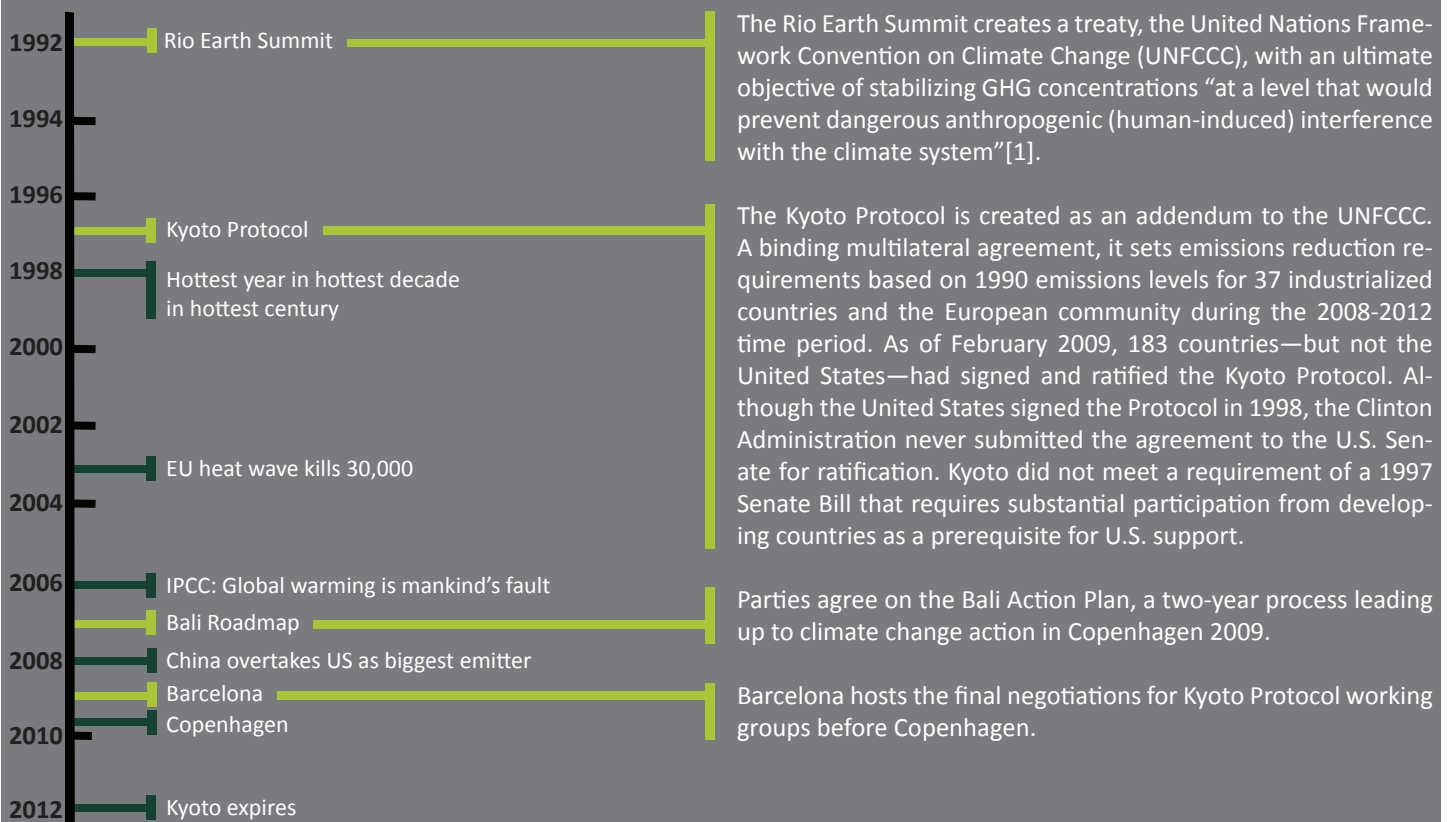 1992
Rio Earth Summit
The Rio Earth Summit creates a treaty, the United Nations Frame-
work Convention on Climate Change (UNFCCC), with an ultimate
objective of stabilizing GHG concentrations “at a level that would
prevent dangerous anthropogenic (human-induced) interference
with the climate system”[1].
1994
1996
Kyoto Protocol
The Kyoto Protocol is created as an addendum to the UNFCCC.
A binding multilateral agreement, it sets emissions reduction re-
quirements based on 1990 emissions levels for 37 industrialized
countries and the European community during the 2008-2012
time period. As of February 2009, 183 countries—but not the
United States—had signed and ratified the Kyoto Protocol. Al-
though the United States signed the Protocol in 1998, the Clinton
Administration never submitted the agreement to the U.S. Sen-
ate for ratification. Kyoto did not meet a requirement of a 1997
Senate Bill that requires substantial participation from develop-
ing countries as a prerequisite for U.S. support.
1998
Hottest year in hottest decade
in hottest century
2000
2002
EU heat wave kills 30,000
2004
2006
IPCC: Global warming is mankind’s fault
Bali Roadmap
Parties agree on the Bali Action Plan, a two-year process leading
up to climate change action in Copenhagen 2009.
2008
China overtakes US as biggest emitter
Barcelona
Barcelona hosts the final negotiations for Kyoto Protocol working
groups before Copenhagen.
Copenhagen
2010
2012
Kyoto expires